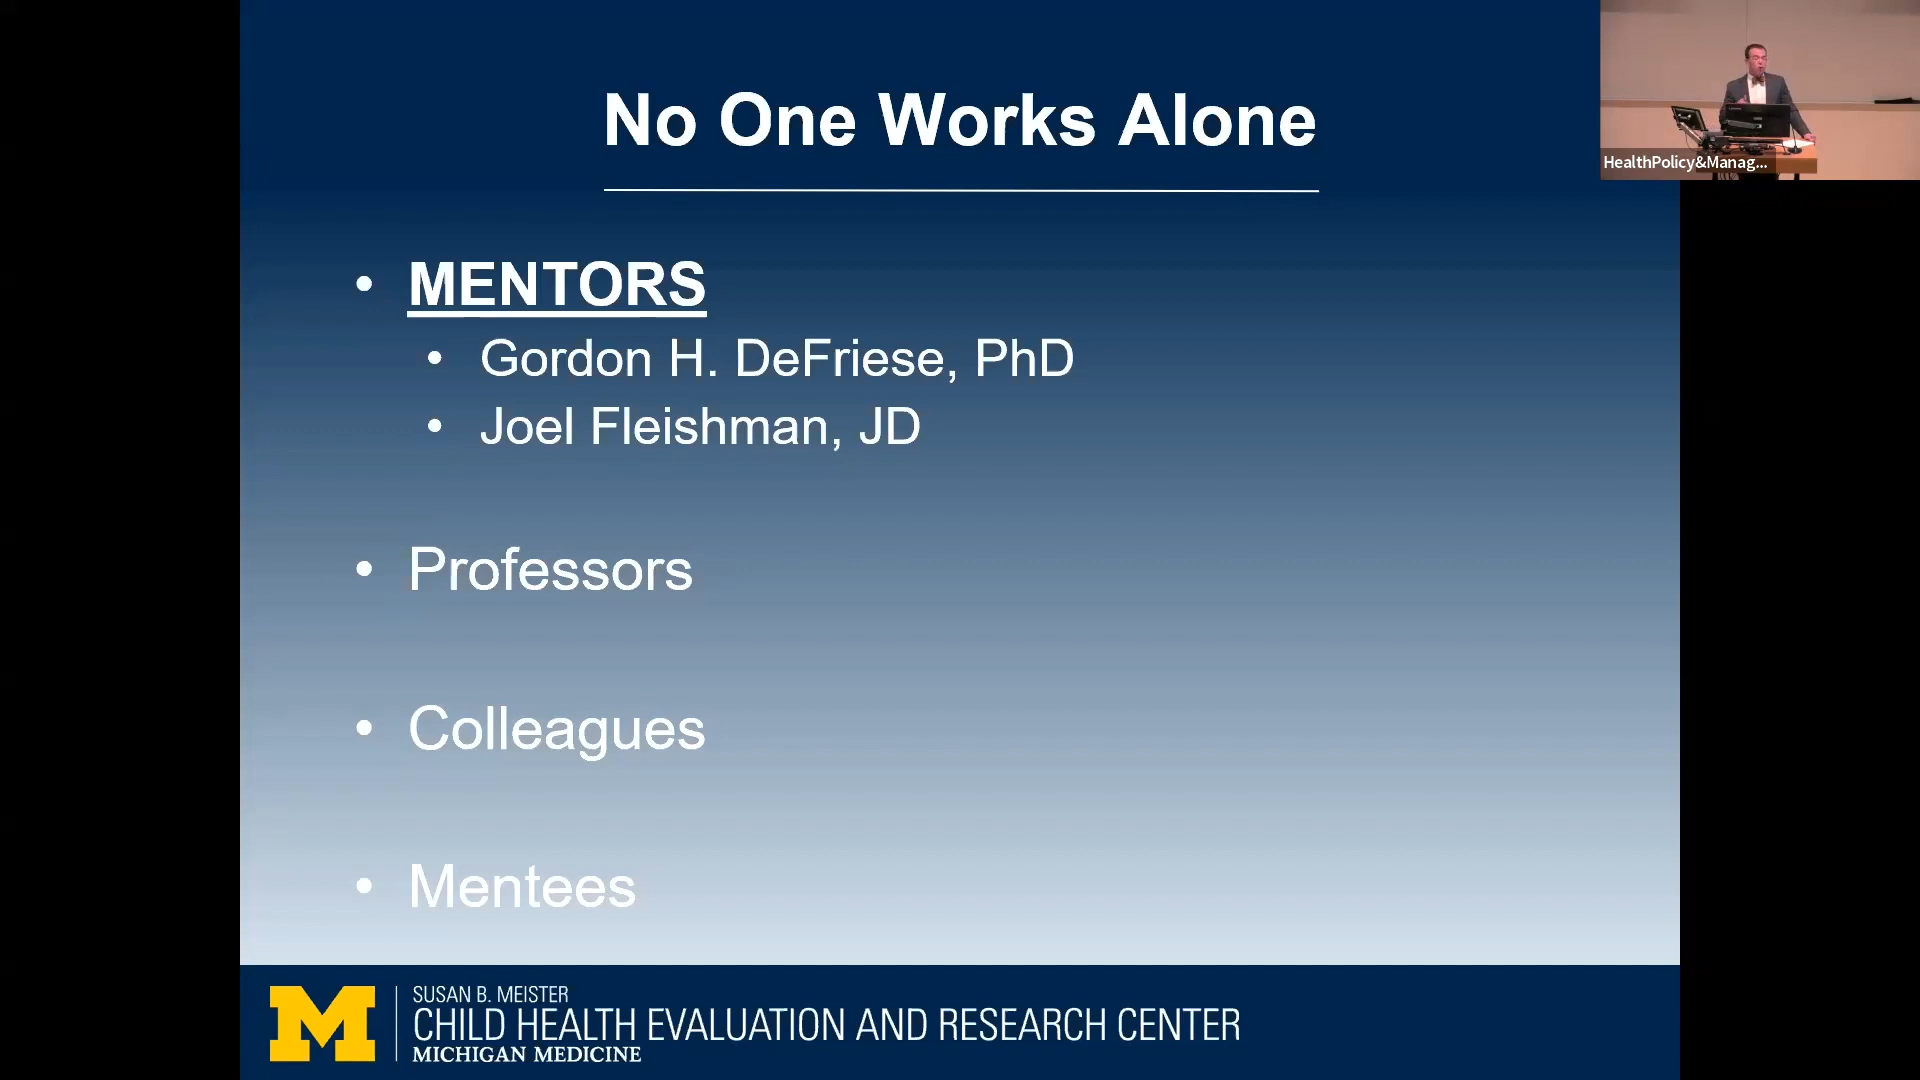 No One Works Alone
HealthPolicy&Manag...
• MENTORS
• Gordon H. DeFriese, PhD
• Joel Fleishman, JD
• Professors
• Colleagues
• Mentees
M
SUSAN B. MEISTER
CHILD HEALTH EVALUATION AND RESEARCH CENTER
MICHIGAN MEDICINE